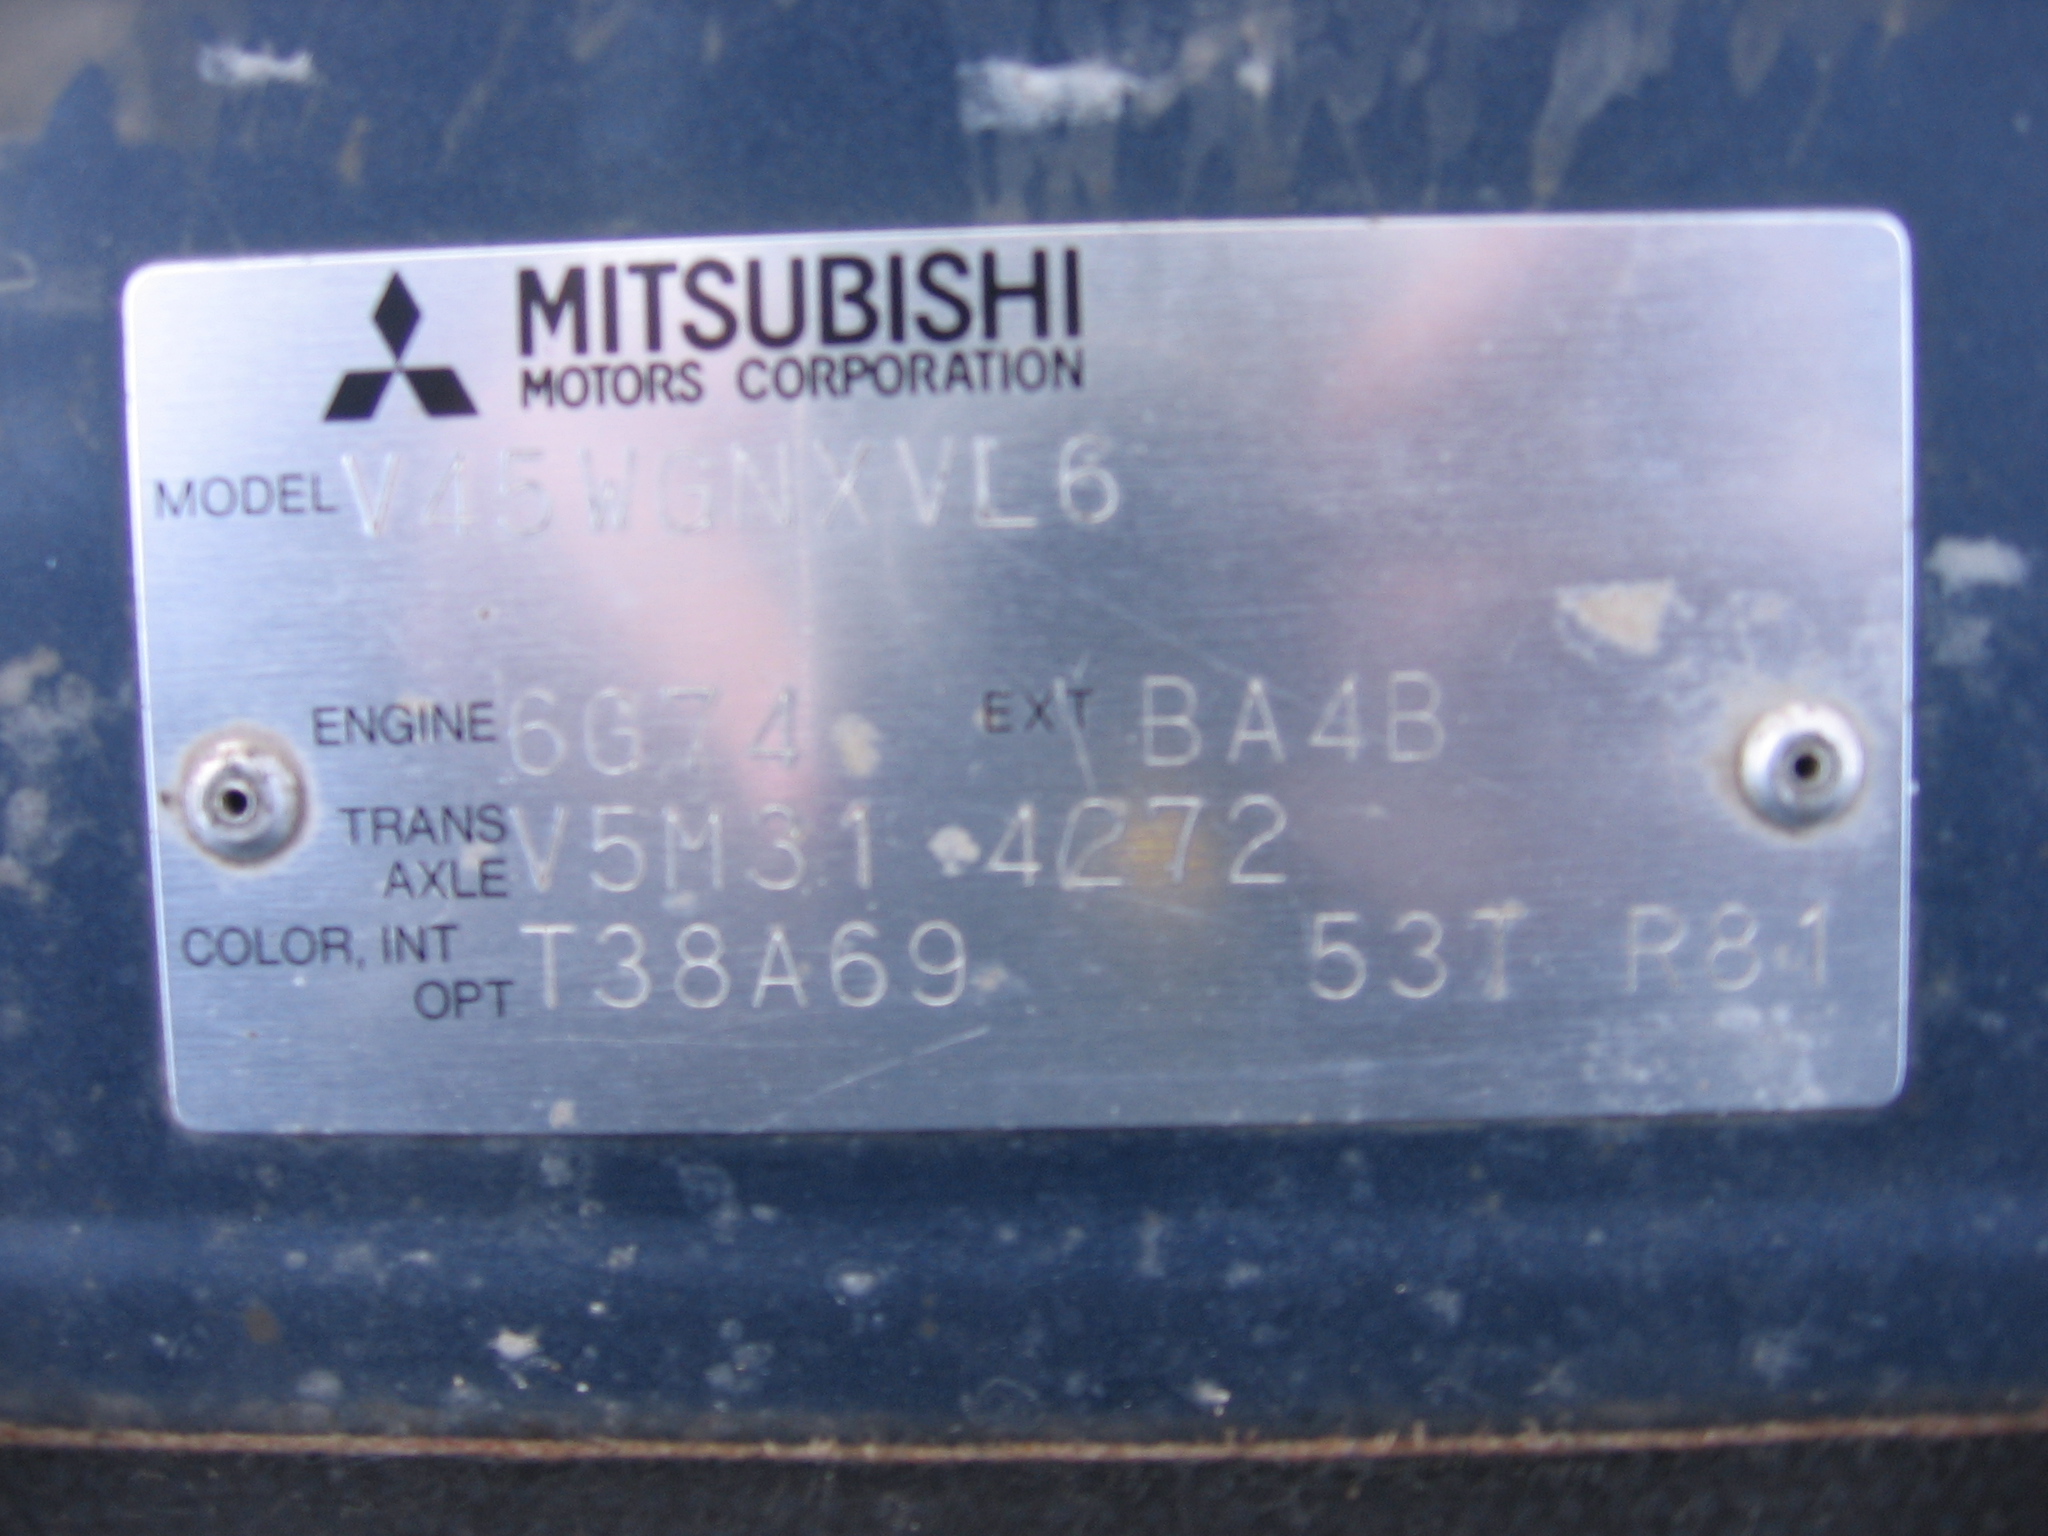 MITSUBISHI
MOTORS CORPORATION
MODEL V45WGNXVL6
ENGINE 6G74 EXT BA4B
TRANS AXLE V5M31 4272
COLOR, INT OPT T38A69 53T R81